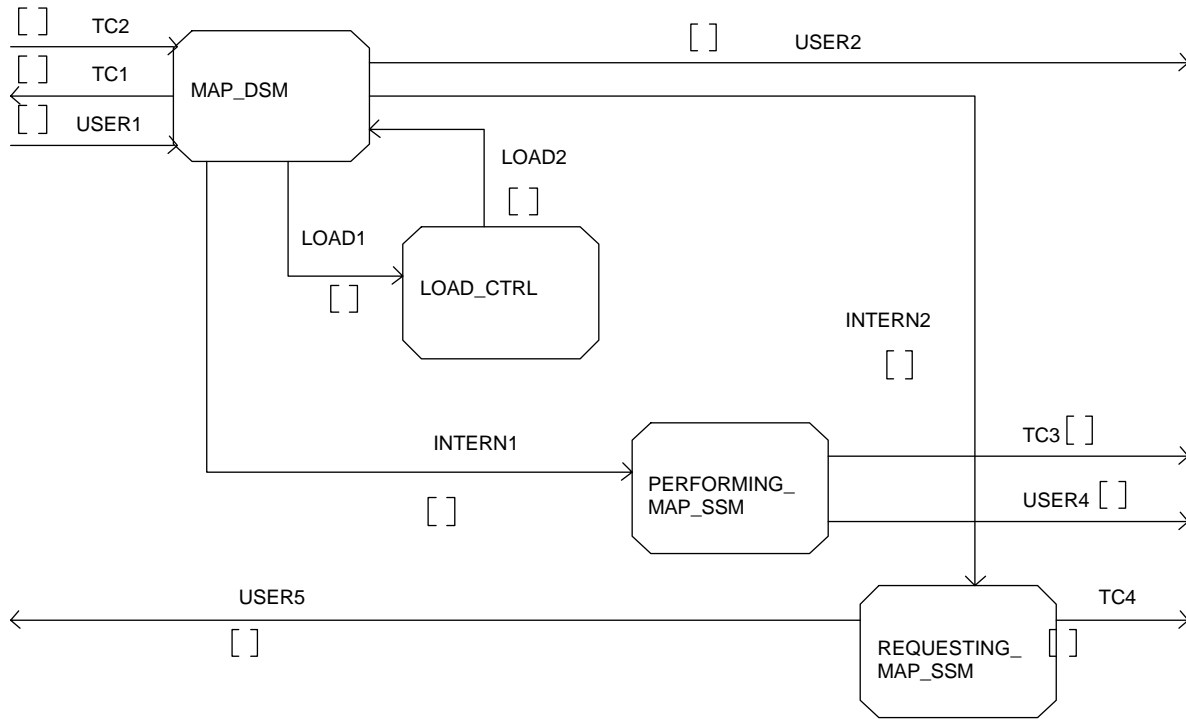 [ ] TC2
[ ] USER2
[ ] TC1
MAP_DSM
[ ] USER1
LOAD2
[ ]
LOAD1
LOAD_CTRL
[ ]
INTERN2
[ ]
INTERN1
TC3 [ ]
PERFORMING_
MAP_SSM
USER4 [ ]
[ ]
USER5
TC4
[ ]
REQUESTING_
MAP_SSM
[ ]